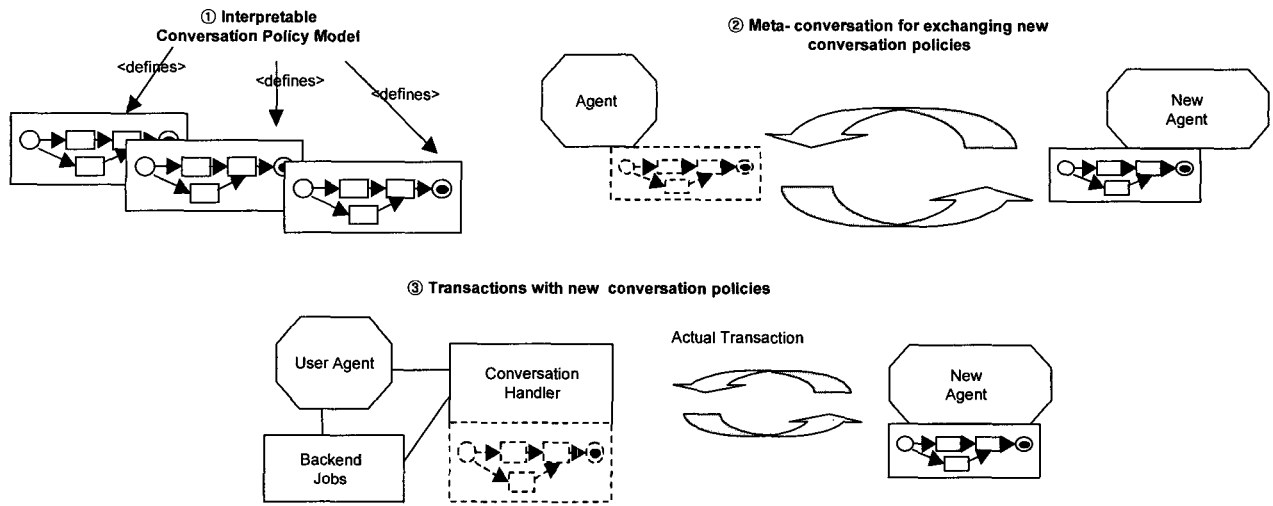 ① Interpretable
Conversation Policy Model
<defines>
<defines>
<defines>
② Meta- conversation for exchanging new
conversation policies
Agent
New
Agent
③ Transactions with new conversation policies
User Agent
Conversation
Handler
Backend
Jobs
Actual Transaction
New
Agent